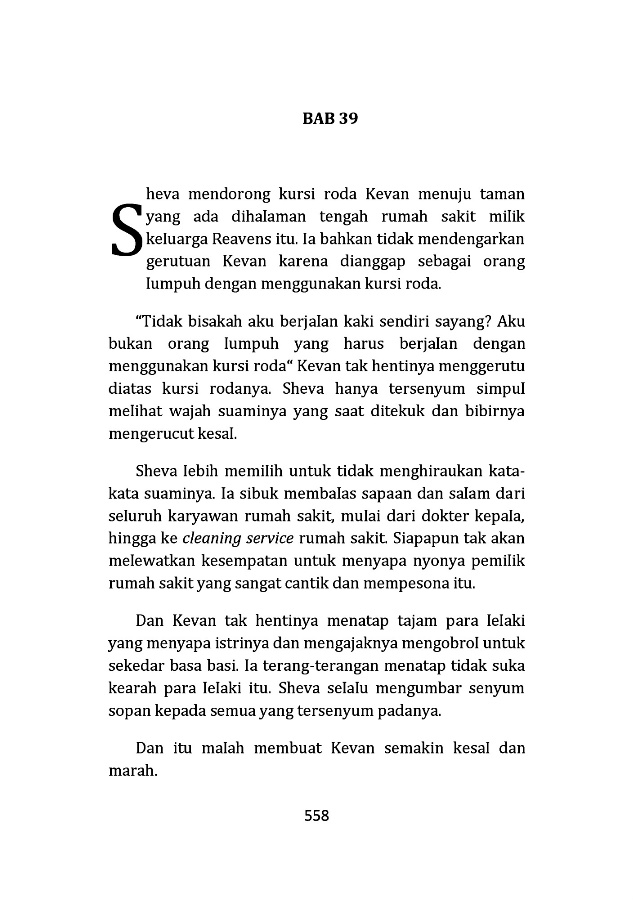 BAB 39
Sheva mendorong kursi roda Kevan menuju taman
yang ada dihalaman tengah rumah sakit milik
keluarga Reavens itu. Ia bahkan tidak mendengarkan
gerutuan Kevan karena dianggap sebagai orang
lumpuh dengan menggunakan kursi roda.
“Tidak bisakah aku berjalan kaki sendiri sayang? Aku
bukan orang lumpuh yang harus berjalan dengan
menggunakan kursi roda“ Kevan tak hentinya menggerutu
diatas kursi rodanya. Sheva hanya tersenyum simpul
melihat wajah suaminya yang saat ditekuk dan bibirnya
mengerucut kesal.
Sheva lebih memilih untuk tidak menghiraukan kata-
kata suaminya. Ia sibuk membalas sapaan dan salam dari
seluruh karyawan rumah sakit, mulai dari dokter kepala,
hingga ke cleaning service rumah sakit. Siapapun tak akan
melewatkan kesempatan untuk menyapa nyonya pemilik
rumah sakit yang sangat cantik dan mempesona itu.
Dan Kevan tak hentinya menatap tajam para lelaki
yang menyapa istrinya dan mengajaknya mengobrol untuk
sekedar basa basi. Ia terang-terangan menatap tidak suka
kearah para lelaki itu. Sheva selalu mengumbar senyum
sopan kepada semua yang tersenyum padanya.
Dan itu malah membuat Kevan semakin kesal dan
marah.
558